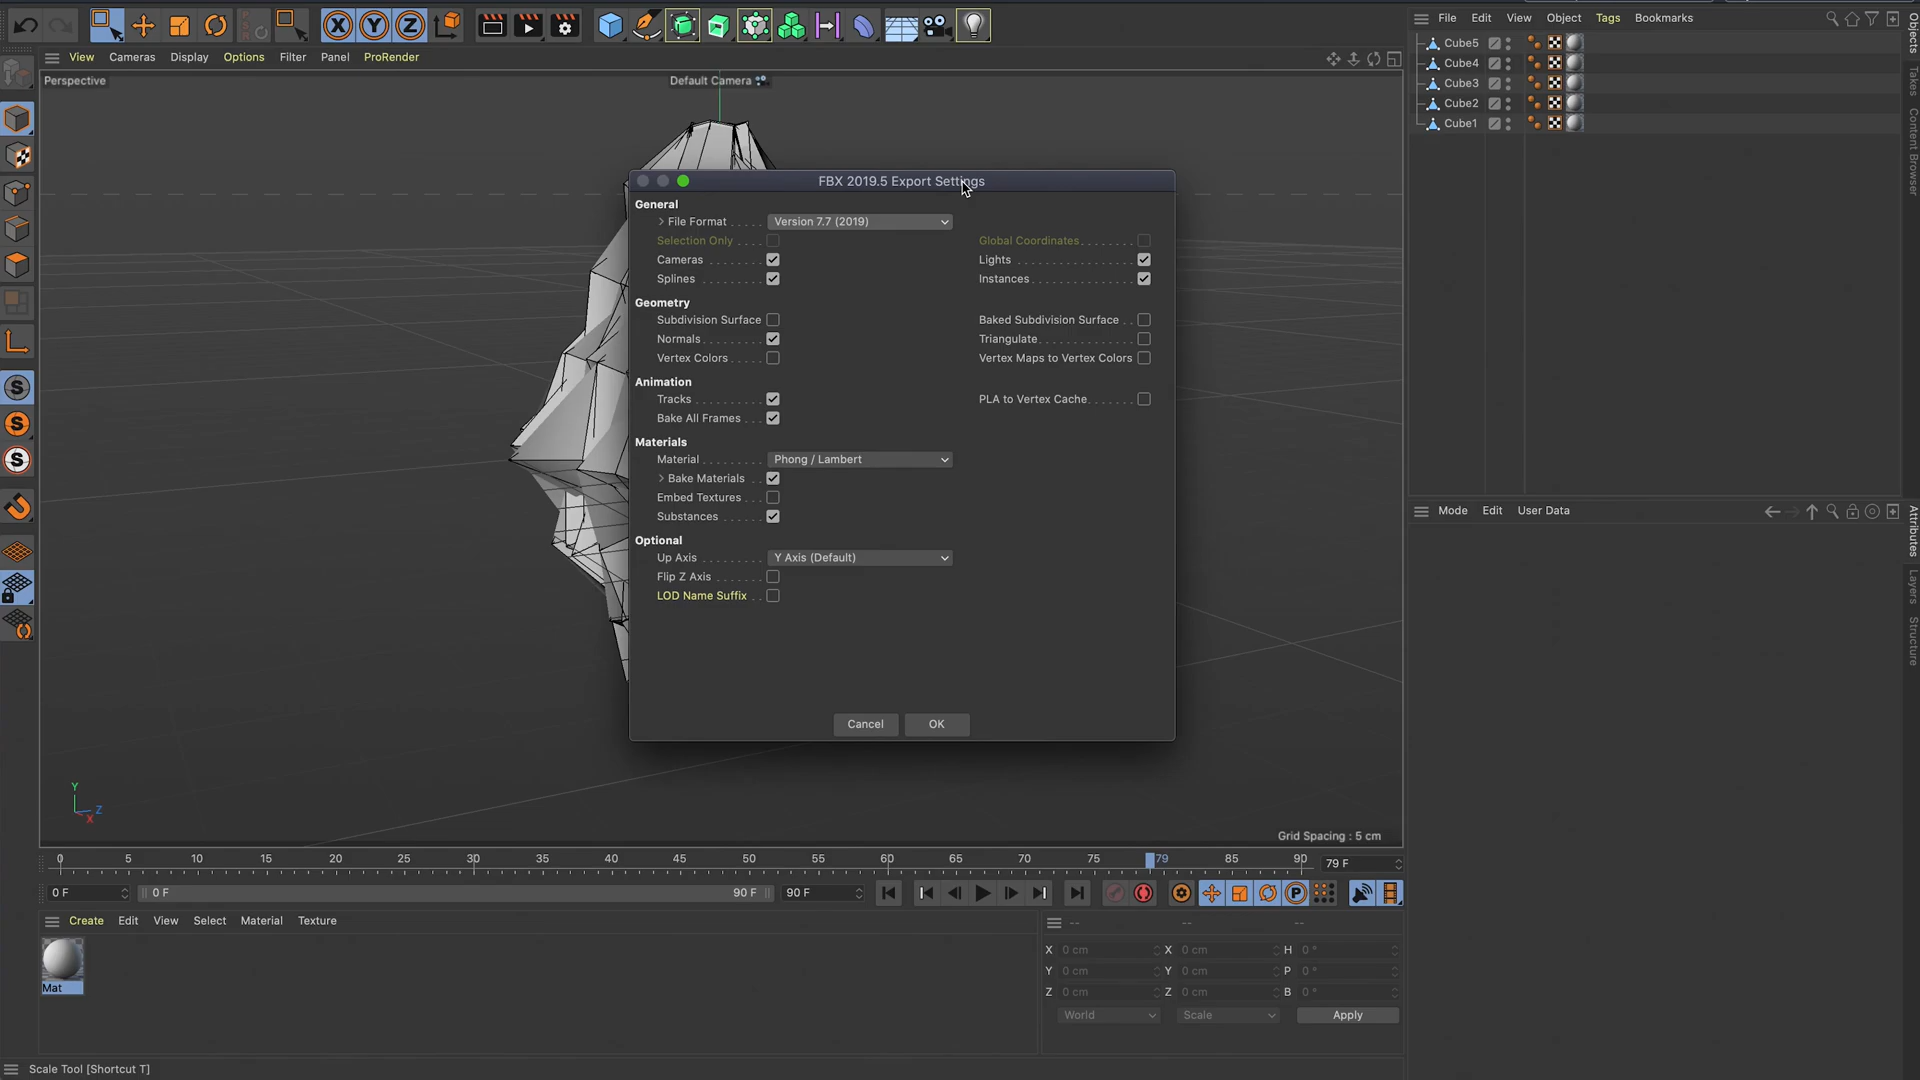 File Edit View Object Tags Bookmarks
View Cameras Display Options Filter Panel ProRender
Perspective
Default Camera
Cube5
Cube4
Cube3
Cube2
Cube1
Objects
Takes
Content Browser
FBX 2019.5 Export Settings
General
File Format Version 7.7 (2019)
Selection Only Global Coordinates
Cameras Lights
Splines Instances
Geometry
Subdivision Surface Baked Subdivision Surface
Normals Triangulate
Vertex Colors Vertex Maps to Vertex Colors
Animation
Tracks PLA to Vertex Cache
Bake All Frames
Materials
Material Phong / Lambert
Bake Materials
Embed Textures
Substances
Optional
Up Axis Y Axis (Default)
Flip Z Axis
LOD Name Suffix
Cancel OK
Mode Edit User Data
Attributes
Layers
Structure
Y
Z
X
Grid Spacing : 5 cm
0 5 10 15 20 25 30 35 40 45 50 55 60 65 70 75 79 85 90 79 F
0 F 0 F 90 F 90 F
Create Edit View Select Material Texture
-- -- --
Mat
X 0 cm X 0 cm H 0 °
Y 0 cm Y 0 cm P 0 °
Z 0 cm Z 0 cm B 0 °
World Scale Apply
Scale Tool [Shortcut T]